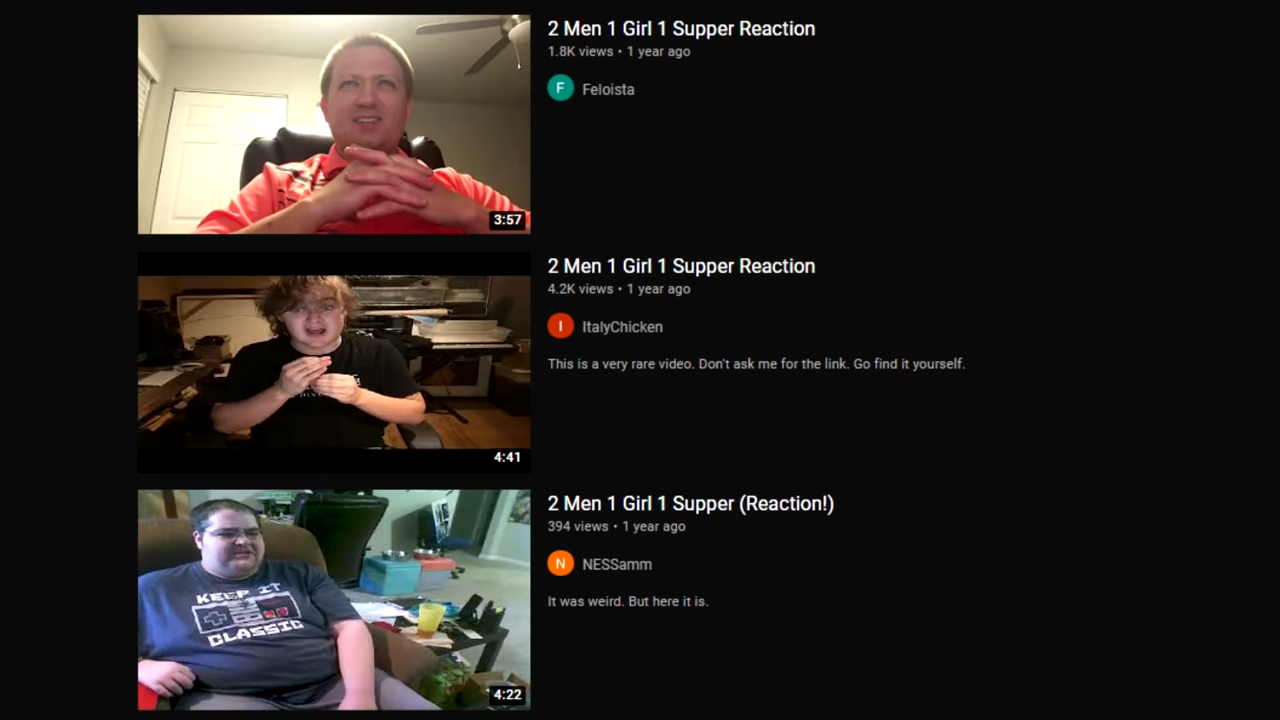 2 Men 1 Girl 1 Supper Reaction
1.8K views • 1 year ago
F Feloista
3:57
2 Men 1 Girl 1 Supper Reaction
4.2K views • 1 year ago
I ItalyChicken
This is a very rare video. Don't ask me for the link. Go find it yourself.
4:41
2 Men 1 Girl 1 Supper (Reaction!)
394 views • 1 year ago
N NESSamm
It was weird. But here it is.
KEEP IT
CLASSIC
4:22